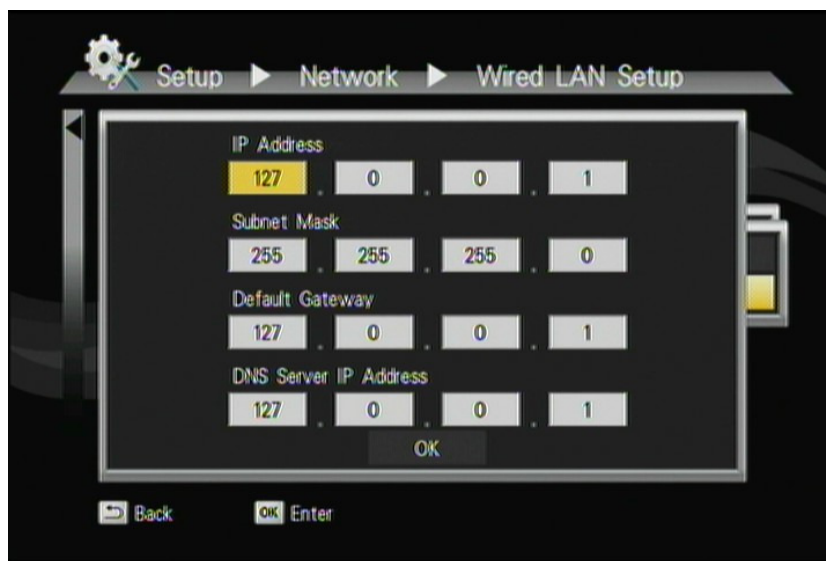 Setup ▶ Network ▶ Wired LAN Setup
IP Address
127 . 0 . 0 . 1
Subnet Mask
255 . 255 . 255 . 0
Default Gateway
127 . 0 . 0 . 1
DNS Server IP Address
127 . 0 . 0 . 1
OK
Back OK Enter